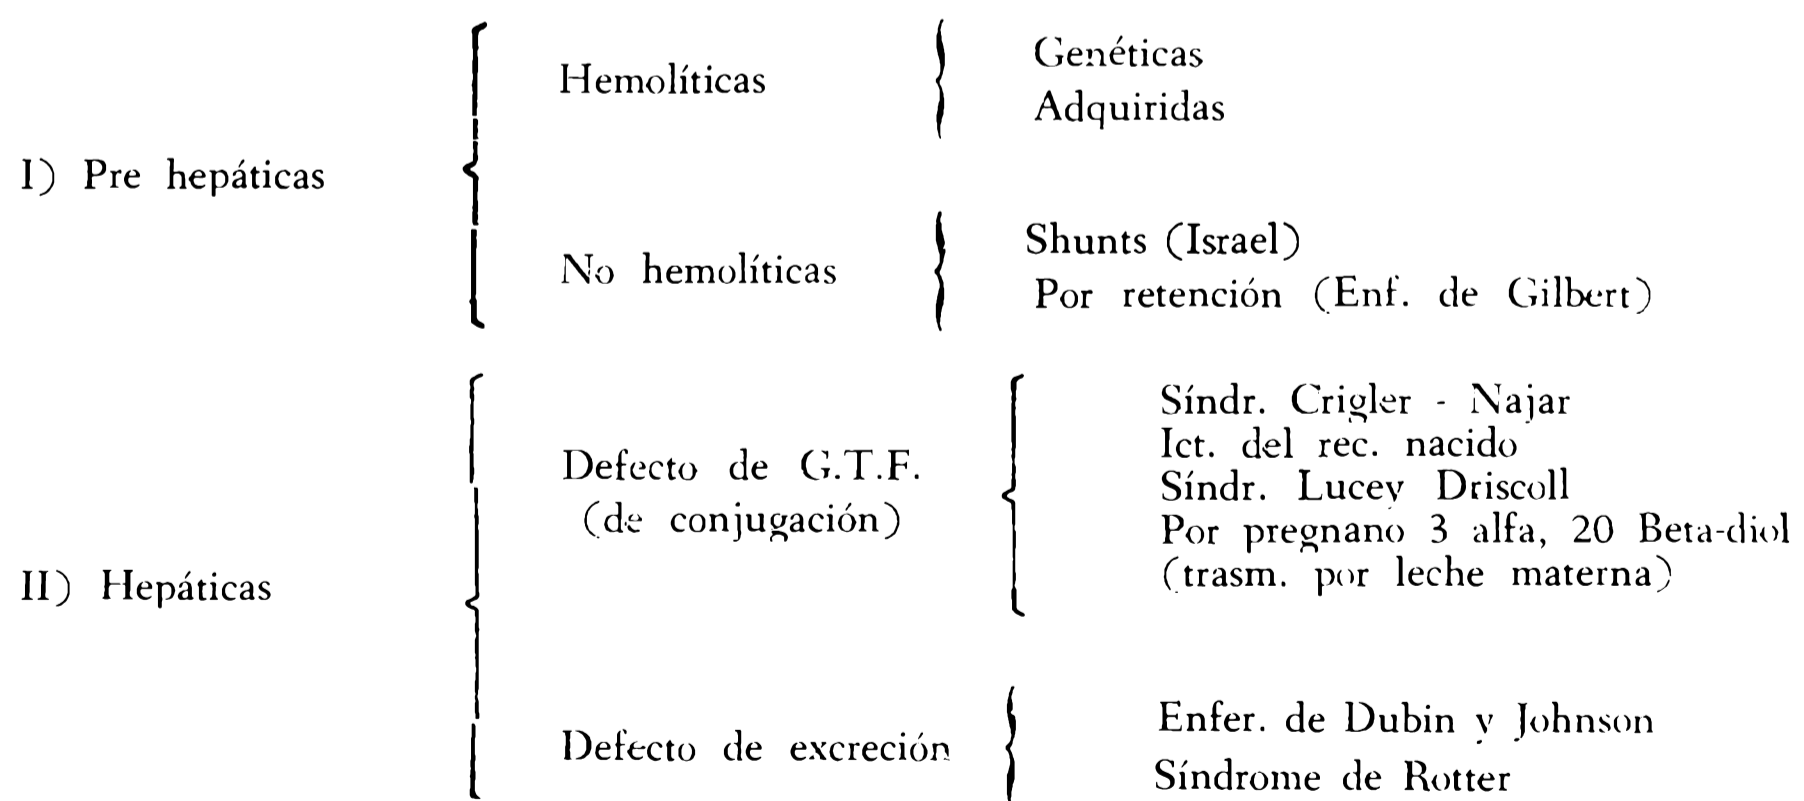 I) Pre hepáticas
Hemolíticas
Genéticas
Adquiridas
No hemolíticas
Shunts (Israel)
Por retención (Enf. de Gilbert)
II) Hepáticas
Defecto de G.T.F.
(de conjugación)
Síndr. Crigler - Najar
Ict. del rec. nacido
Síndr. Lucey Driscoll
Por pregnano 3 alfa, 20 Beta-diol
(trasm. por leche materna)
Defecto de excreción
Enfer. de Dubin y Johnson
Síndrome de Rotter